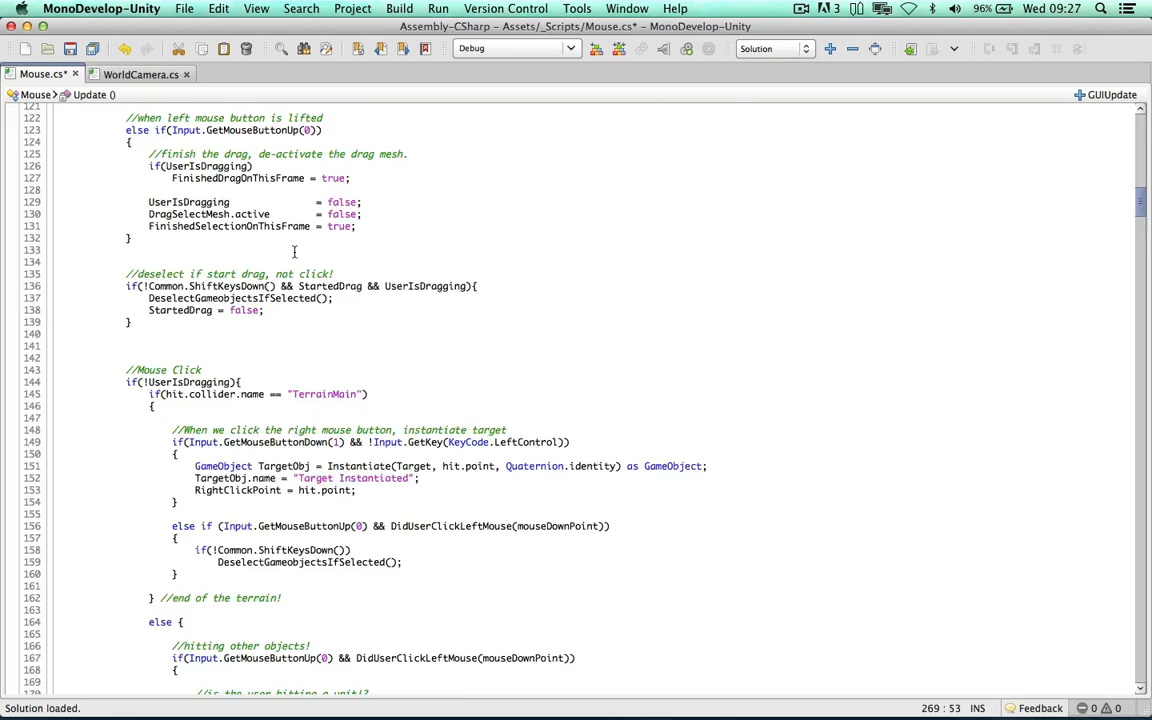 MonoDevelop-Unity File Edit View Search Project Build Run Version Control Tools Window Help 3 96% Wed 09:27
Assembly-CSharp - Assets/_Scripts/Mouse.cs* - MonoDevelop-Unity
Debug Solution
Mouse.cs* × WorldCamera.cs ×
Mouse Update () GUIUpdate
121
122 //when left mouse button is lifted
123 else if(Input.GetMouseButtonUp(0))
124 {
125 //finish the drag, de-activate the drag mesh.
126 if(UserIsDragging)
127 FinishedDragOnThisFrame = true;
128
129 UserIsDragging = false;
130 DragSelectMesh.active = false;
131 FinishedSelectionOnThisFrame = true;
132 }
133
134
135 //deselect if start drag, not click!
136 if(!Common.ShiftKeysDown() && StartedDrag && UserIsDragging){
137 DeselectGameobjectsIfSelected();
138 StartedDrag = false;
139 }
140
141
142
143 //Mouse Click
144 if(!UserIsDragging){
145 if(hit.collider.name == "TerrainMain")
146 {
147
148 //When we click the right mouse button, instantiate target
149 if(Input.GetMouseButtonDown(1) && !Input.GetKey(KeyCode.LeftControl))
150 {
151 GameObject TargetObj = Instantiate(Target, hit.point, Quaternion.identity) as GameObject;
152 TargetObj.name = "Target Instantiated";
153 RightClickPoint = hit.point;
154 }
155
156 else if (Input.GetMouseButtonUp(0) && DidUserClickLeftMouse(mouseDownPoint))
157 {
158 if(!Common.ShiftKeysDown())
159 DeselectGameobjectsIfSelected();
160 }
161
162 } //end of the terrain!
163
164 else {
165
166 //hitting other objects!
167 if(Input.GetMouseButtonUp(0) && DidUserClickLeftMouse(mouseDownPoint))
168 {
169
170 //is the user hitting a unit!?
Solution loaded. 269 : 53 INS Feedback 0 0